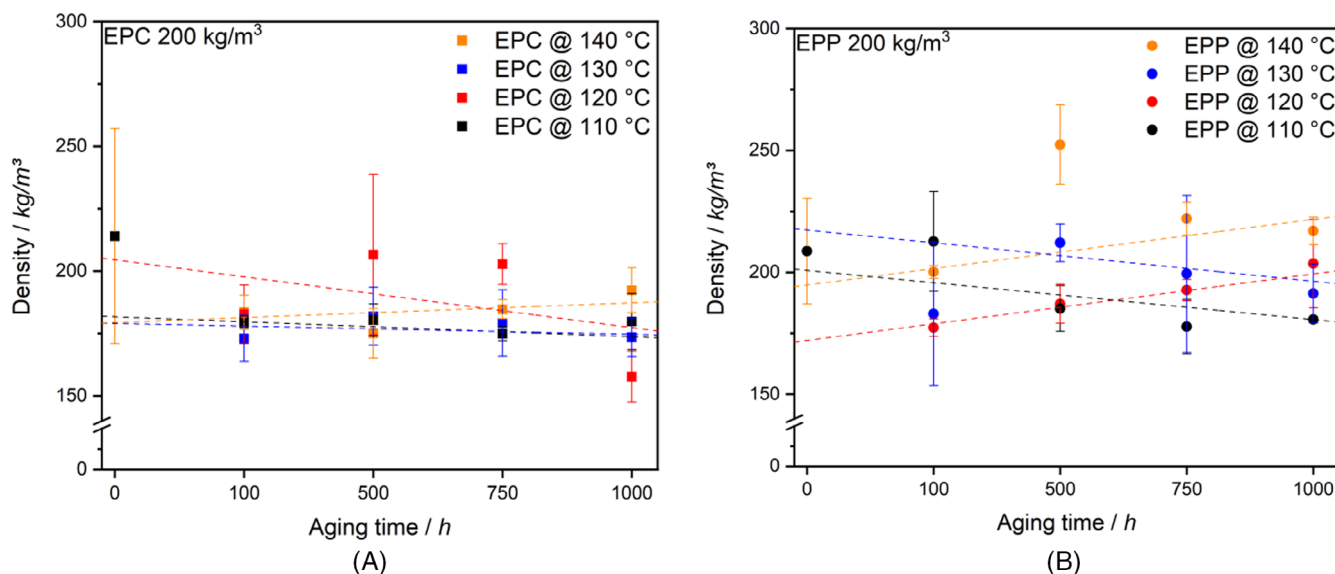 EPC 200 kg/m³
EPC @ 140 °C
EPC @ 130 °C
EPC @ 120 °C
EPC @ 110 °C
300
250
200
150
0
Density / kg/m³
0 100 500 750 1000
Aging time / h
(A)
EPP 200 kg/m³
EPP @ 140 °C
EPP @ 130 °C
EPP @ 120 °C
EPP @ 110 °C
300
250
200
150
0
Density / kg/m³
0 100 500 750 1000
Aging time / h
(B)